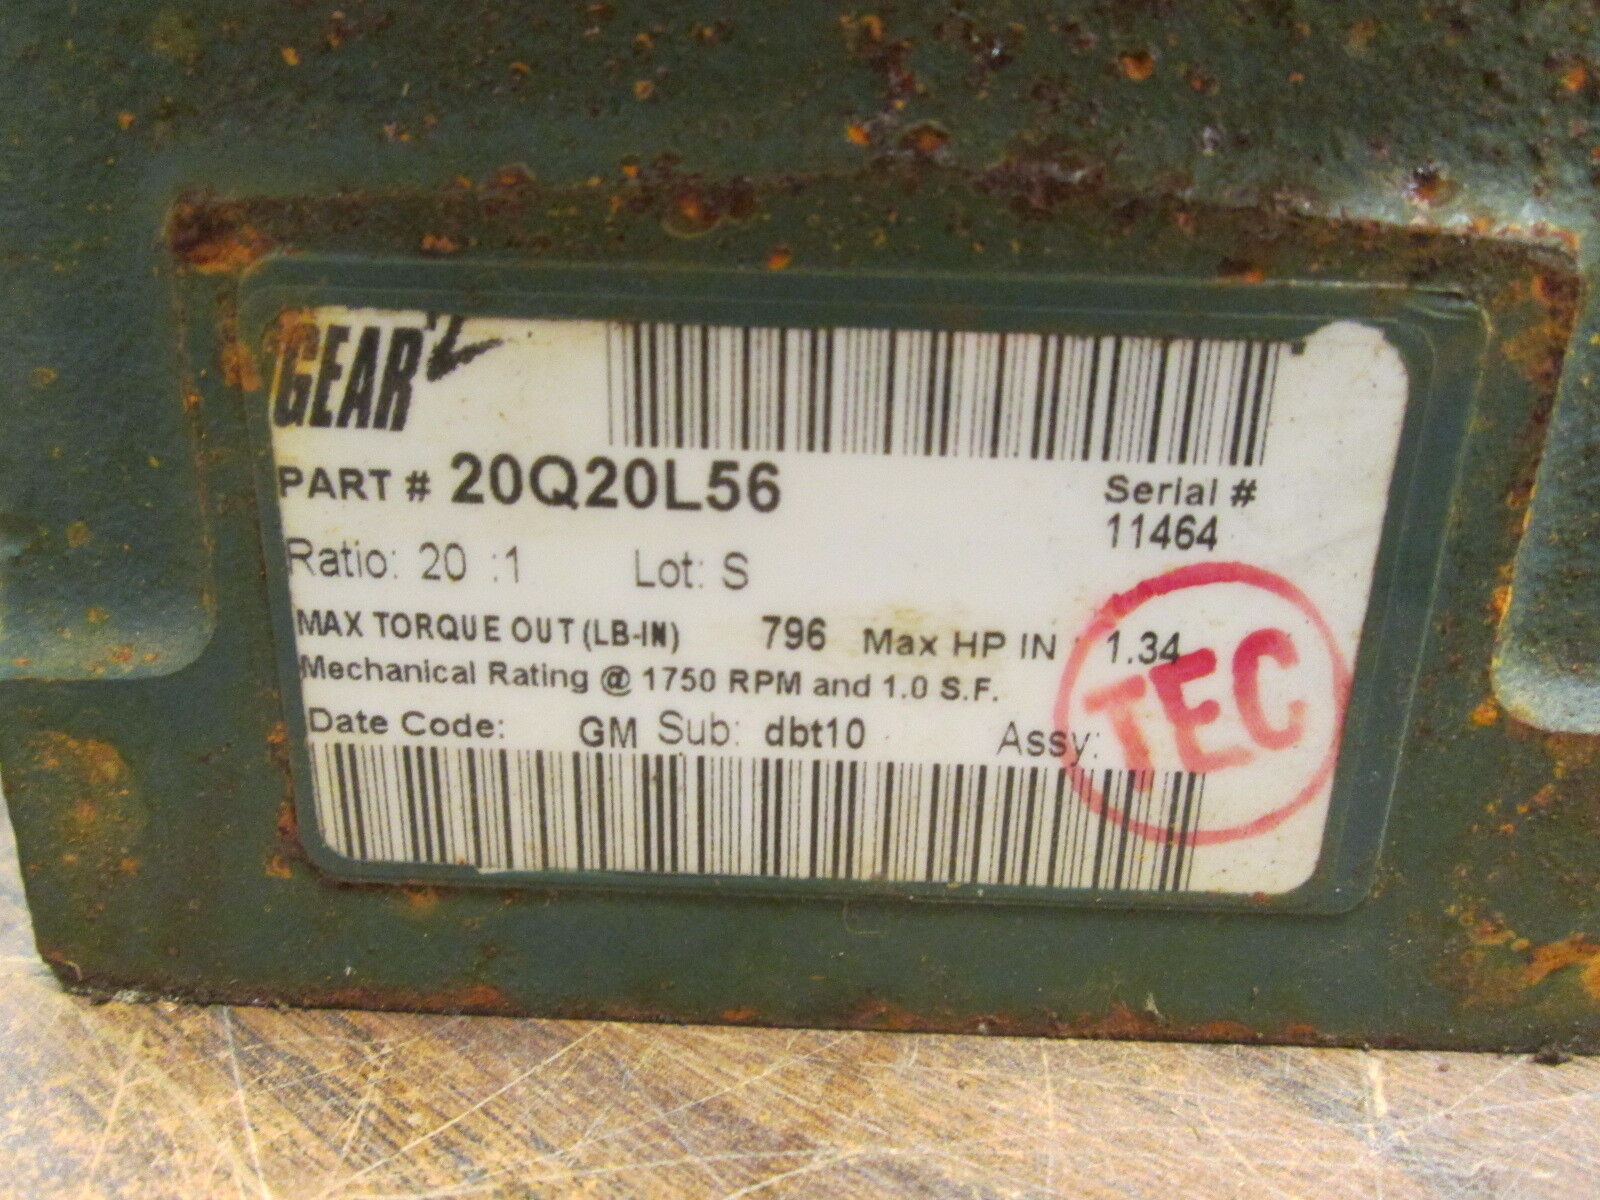 GEAR
PART # 20Q20L56
Serial #
11464
Ratio: 20 :1 Lot: S
MAX TORQUE OUT (LB-IN) 796 Max HP IN : 1.34
Mechanical Rating @ 1750 RPM and 1.0 S.F.
Date Code: GM Sub: dbt10 Assy:
TEC